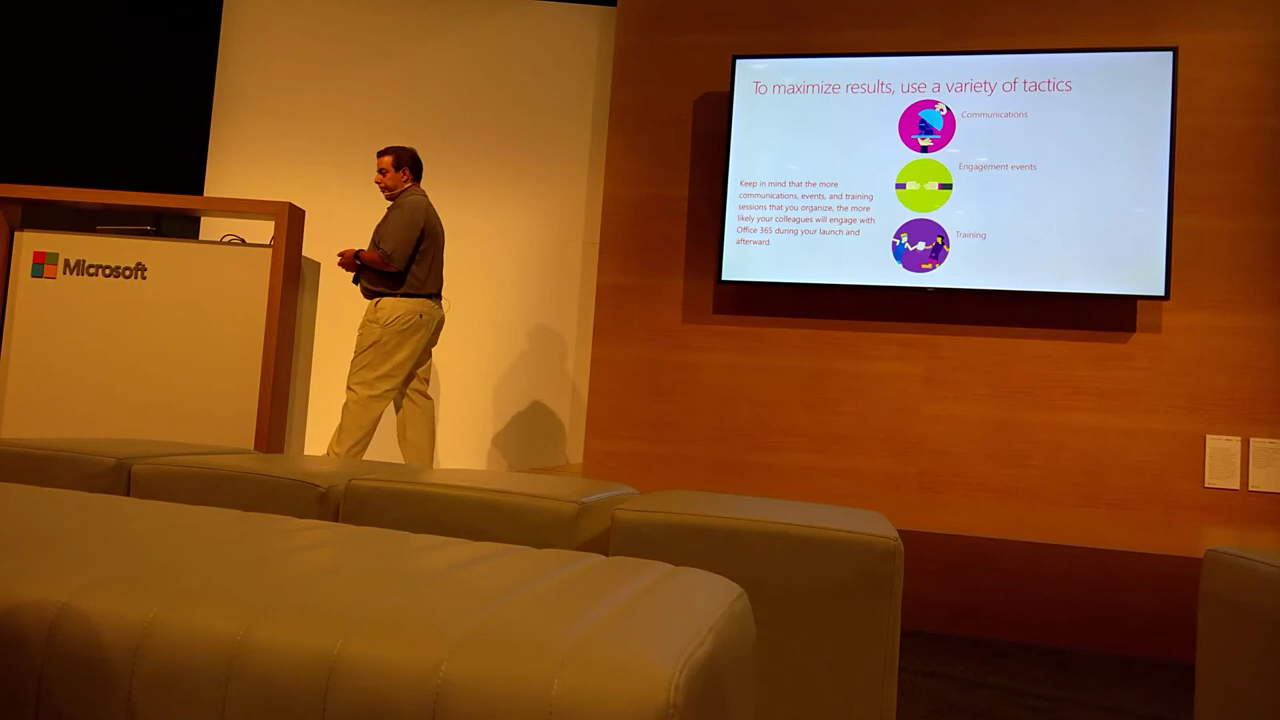 Microsoft
To maximize results, use a variety of tactics
Communications
Engagement events
Keep in mind that the more
communications, events, and training
sessions that you organize, the more
likely your colleagues will engage with
Office 365 during your launch and
afterward.
Training